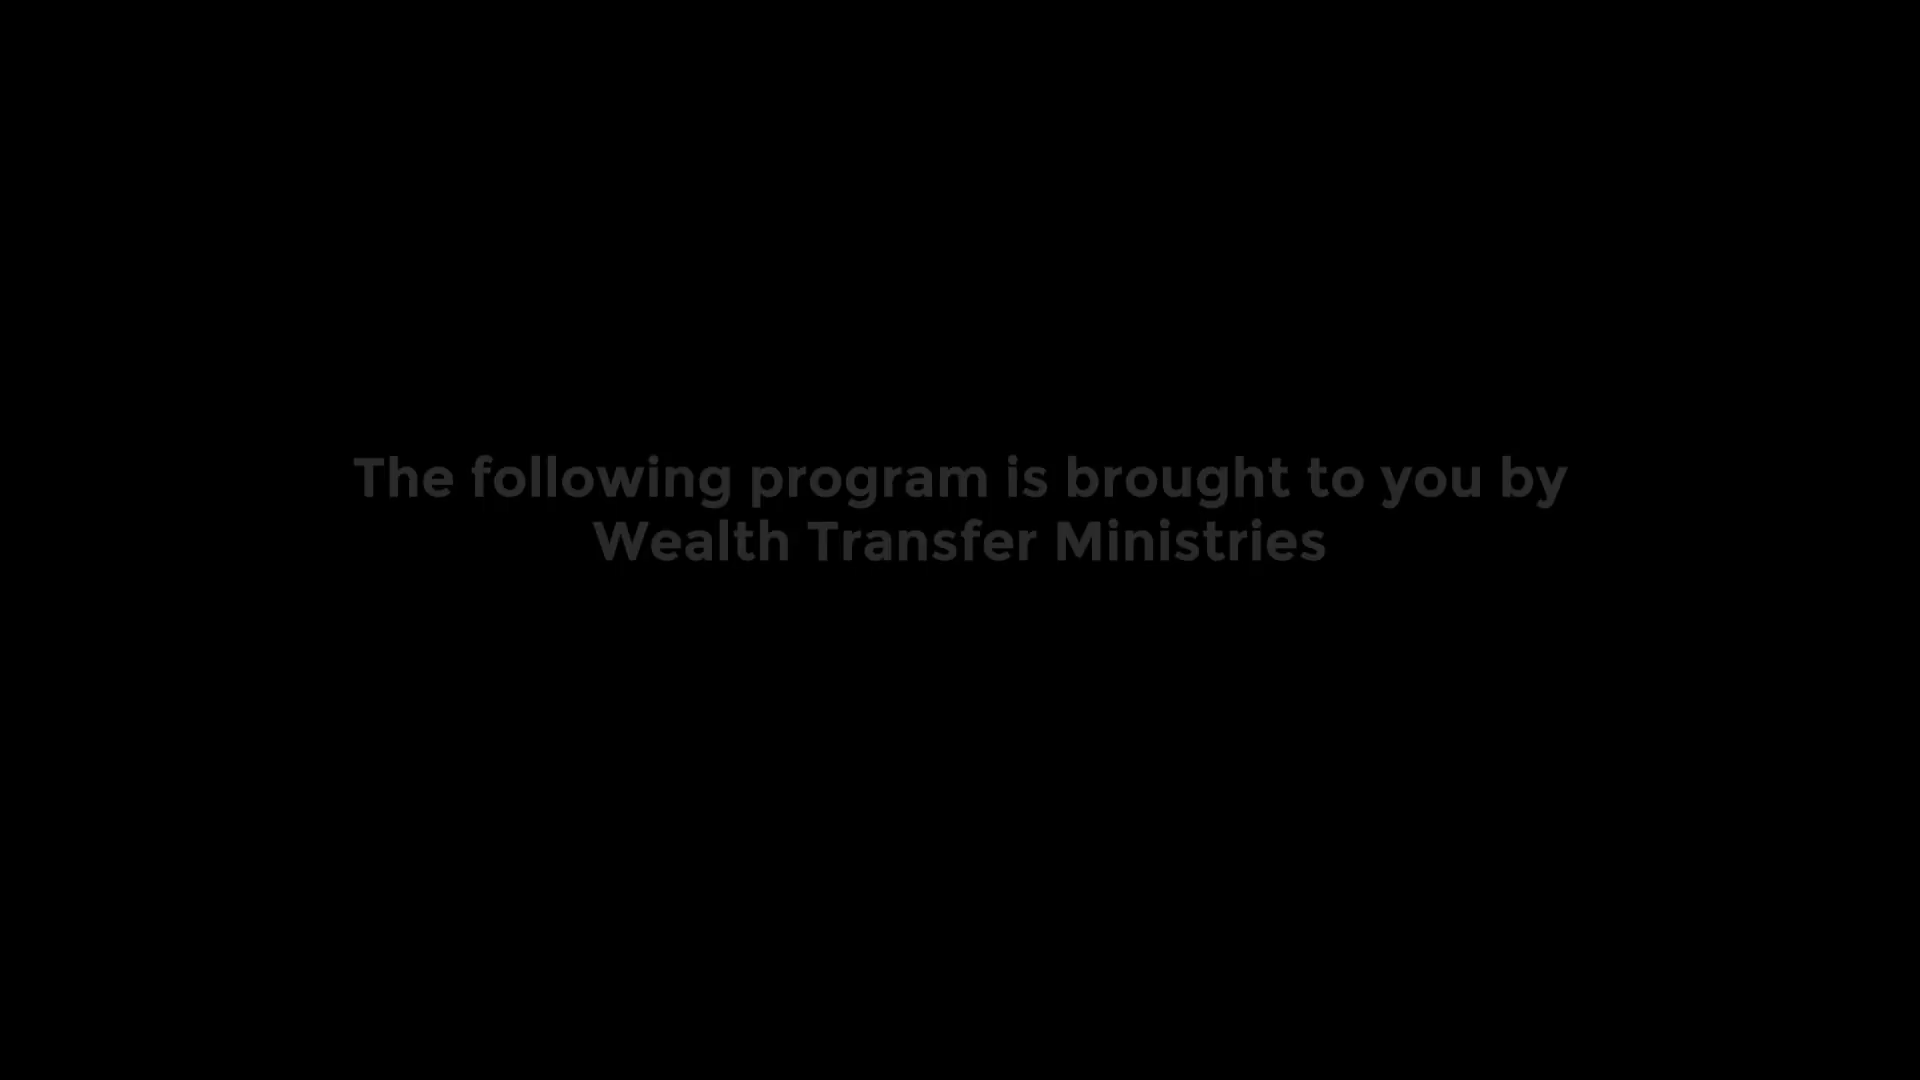 The following program is brought to you by
Wealth Transfer Ministries